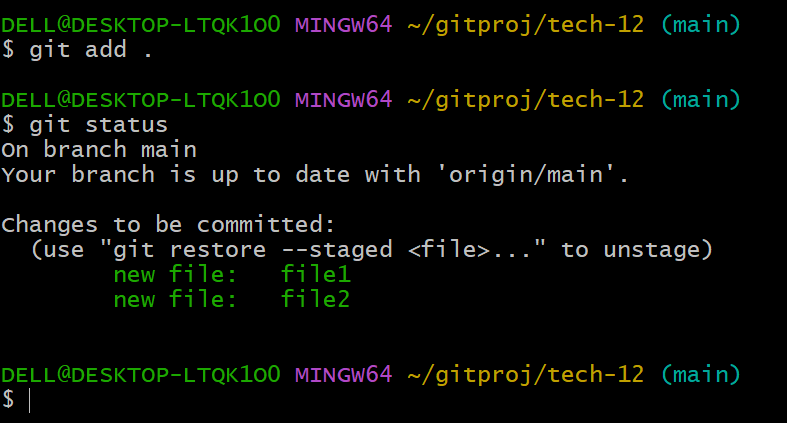 DELL@DESKTOP-LTQK1O0 MINGW64 ~/gitproj/tech-12 (main)
$ git add .
DELL@DESKTOP-LTQK1O0 MINGW64 ~/gitproj/tech-12 (main)
$ git status
On branch main
Your branch is up to date with 'origin/main'.
Changes to be committed:
  (use "git restore --staged <file>..." to unstage)
        new file:   file1
        new file:   file2
DELL@DESKTOP-LTQK1O0 MINGW64 ~/gitproj/tech-12 (main)
$